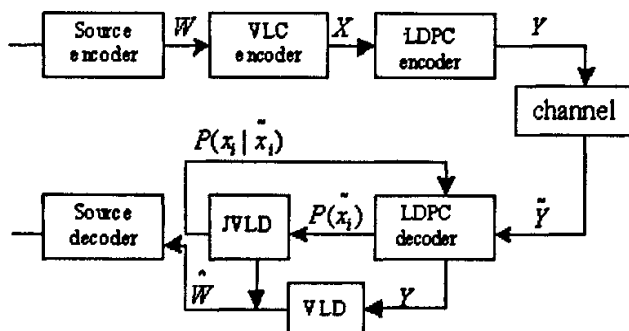 Source
encoder
W
VLC
encoder
X
LDPC
encoder
Y
channel
P(x_i | x̃_i)
Source
decoder
JVLD
P(x̃_i)
LDPC
decoder
Ỹ
Ŵ
VLD
Y